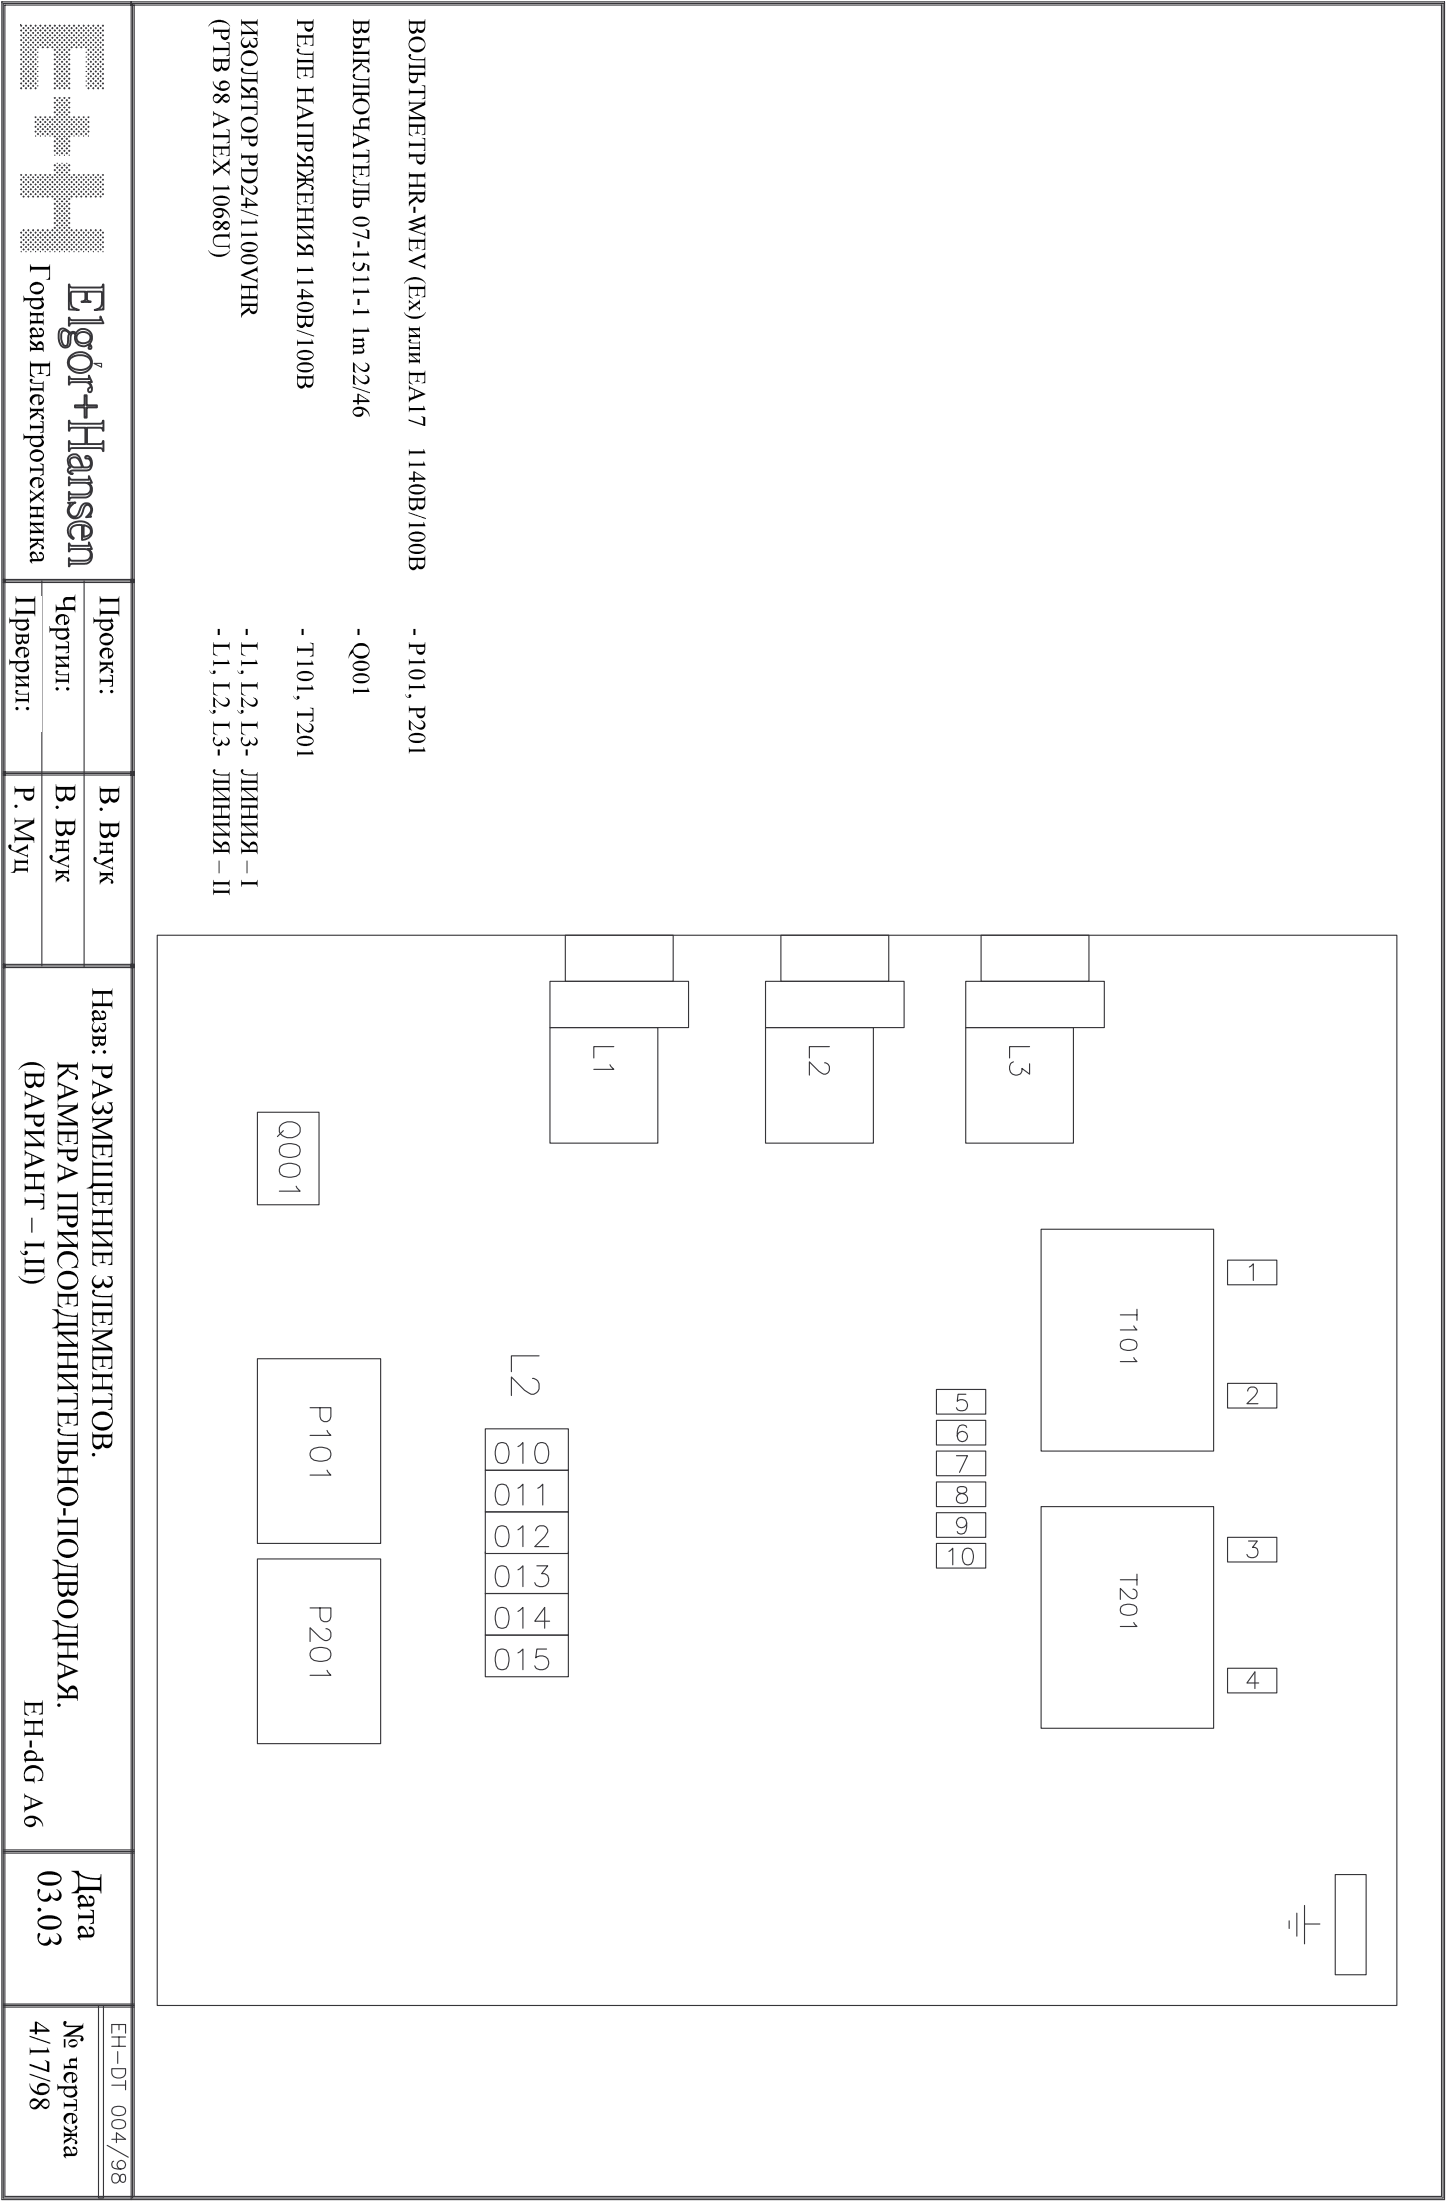 1
2
3
4
T101
T201
L3
5
6
7
8
9
10
L2
L1
L2
010
011
012
013
014
015
P101
P201
Q001
ВОЛЬТМЕТР HR-WEV (Ex) или EA17 1140В/100В - P101, P201
ВЫКЛЮЧАТЕЛЬ 07-1511-1 1m 22/46 - Q001
РЕЛЕ НАПРЯЖЕНИЯ 1140В/100В - T101, T201
ИЗОЛЯТОР PD24/1100VHR - L1, L2, L3- ЛИНИЯ – I
(PTB 98 ATEX 1068U) - L1, L2, L3- ЛИНИЯ – II
E+H
Elgór+Hansen
Горная Електротехника
Проект: В. Внук
Чертил: В. Внук
Прверил: Р. Муц
Назв: РАЗМЕЩЕНИЕ ЗЛЕМЕНТОВ.
КАМЕРА ПРИСОЕДИНИТЕЛЬНО-ПОДВОДНАЯ.
(ВАРИАНТ – I,II)
EH-dG A6
Дата
03.03
EH-DT 004/98
№ чертежа
4/17/98